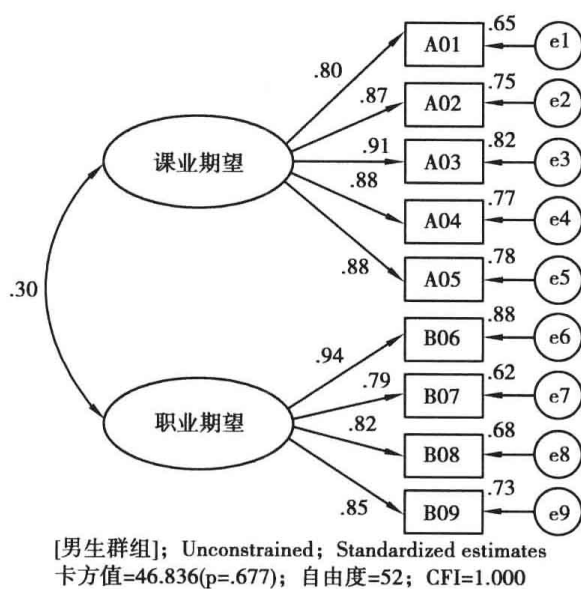 .65
A01
e1
.80
.75
A02
e2
.87
课业期望
.91
.82
A03
e3
.88
.77
A04
e4
.88
.78
A05
e5
.30
.88
B06
e6
.94
.62
B07
e7
.79
职业期望
.82
.68
B08
e8
.85
.73
B09
e9
[男生群组]; Unconstrained; Standardized estimates
卡方值=46.836(p=.677); 自由度=52; CFI=1.000